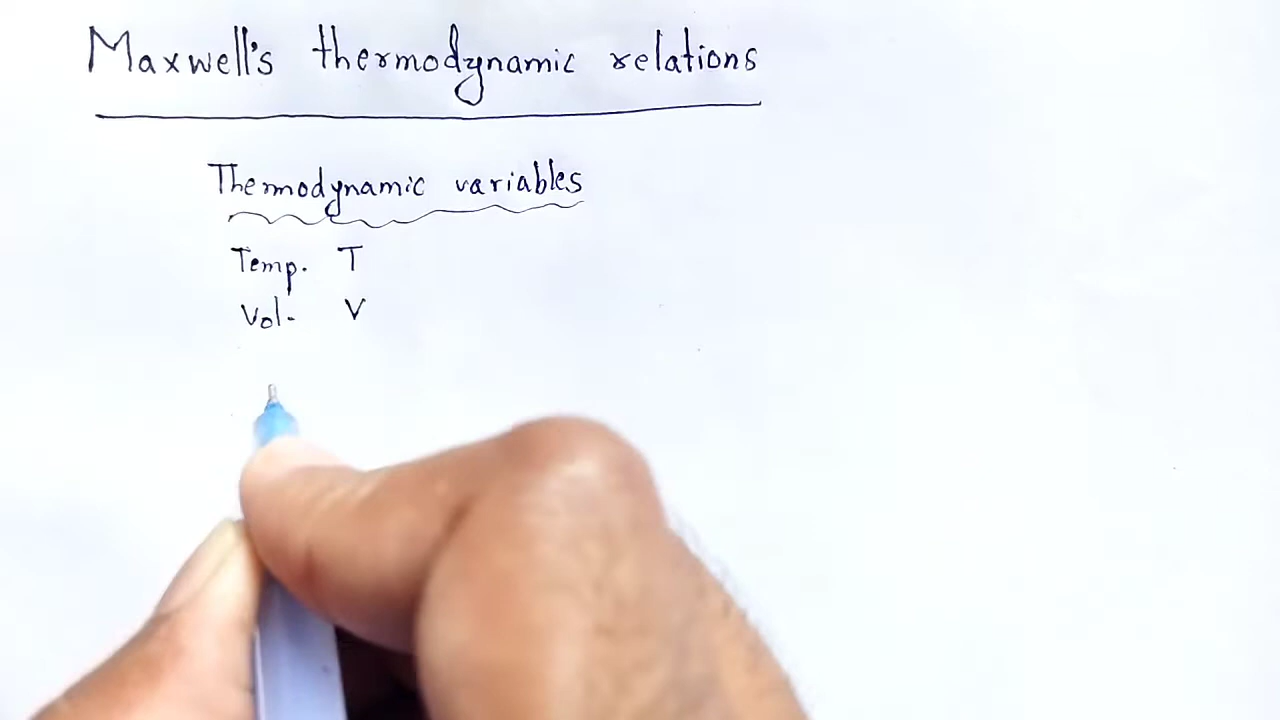 Maxwell's thermodynamic relations
Thermodynamic variables
Temp. T
Vol. V